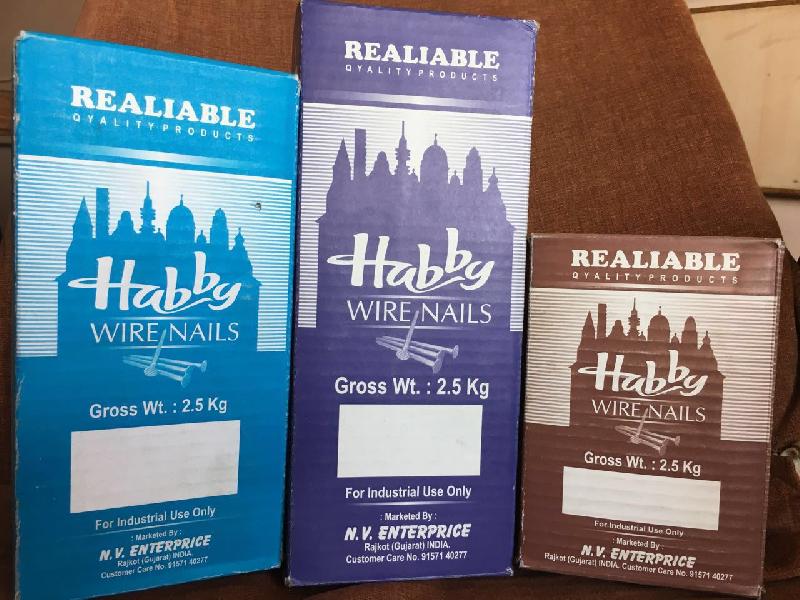 REALIABLE
QYALITY PRODUCTS
Habby
WIRE NAILS
Gross Wt. : 2.5 Kg
For Industrial Use Only
: Marketed By :
N.V. ENTERPRICE
Rajkot (Gujarat) INDIA.
Customer Care No. 91571 40277
REALIABLE
QYALITY PRODUCTS
Habby
WIRE NAILS
Gross Wt. : 2.5 Kg
For Industrial Use Only
: Marketed By :
N.V. ENTERPRICE
Rajkot (Gujarat) INDIA.
Customer Care No. 91571 40277
REALIABLE
QYALITY PRODUCTS
Habby
WIRE NAILS
Gross Wt. : 2.5 Kg
For Industrial Use Only
: Marketed By :
N.V. ENTERPRICE
Rajkot (Gujarat) INDIA. Customer Care No. 91571 40277